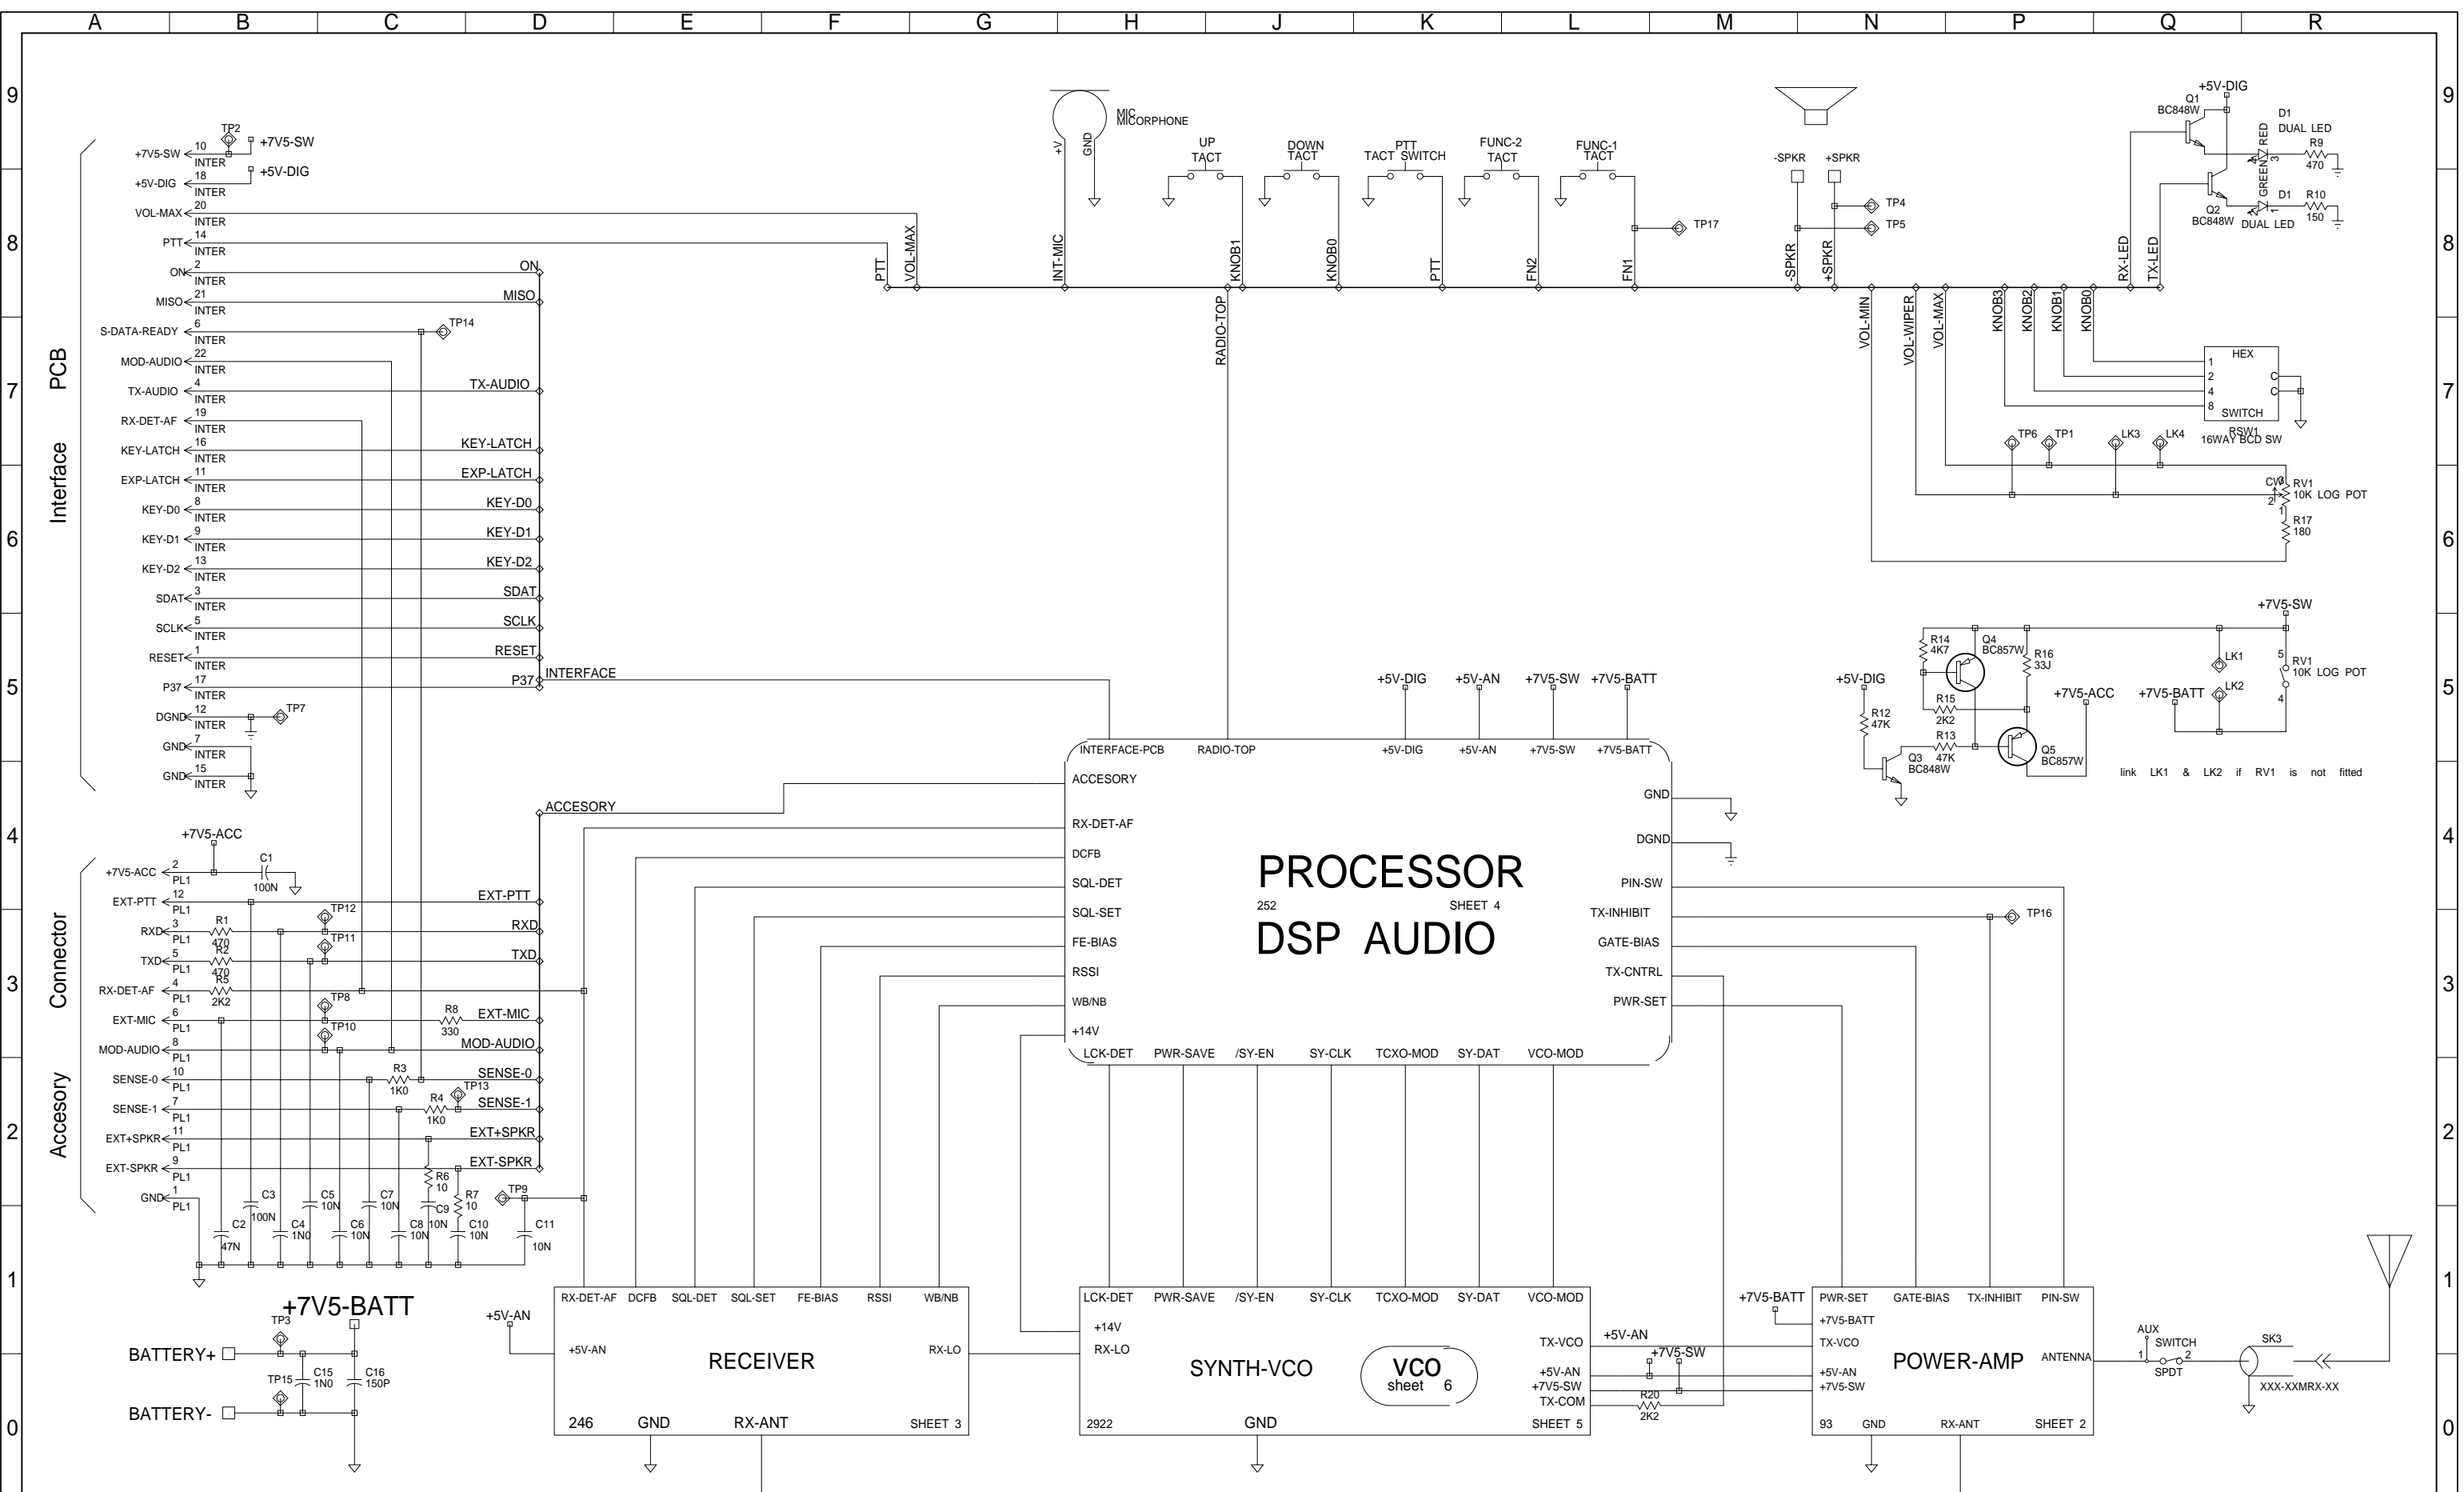 A B C D E F G H J K L M N P Q R
9 9
8 8
7 7
6 6
5 5
4 4
3 3
2 2
1 1
0 0
Interface PCB
+7V5-SW 10 INTER
TP2
+7V5-SW
+5V-DIG 18 INTER
+5V-DIG
VOL-MAX 20 INTER
PTT 14 INTER
ON 2 INTER ON
MISO 21 INTER MISO
S-DATA-READY 6 INTER TP14
MOD-AUDIO 22 INTER
TX-AUDIO 4 INTER TX-AUDIO
RX-DET-AF 19 INTER
KEY-LATCH 16 INTER KEY-LATCH
EXP-LATCH 11 INTER EXP-LATCH
KEY-D0 8 INTER KEY-D0
KEY-D1 9 INTER KEY-D1
KEY-D2 13 INTER KEY-D2
SDAT 3 INTER SDAT
SCLK 5 INTER SCLK
RESET 1 INTER RESET
P37 17 INTER P37
INTERFACE
DGND 12 INTER TP7
GND 7 INTER
GND 15 INTER
MIC
MICORPHONE
+V GND
UP
TACT
DOWN
TACT
PTT
TACT SWITCH
FUNC-2
TACT
FUNC-1
TACT
-SPKR +SPKR
TP4
TP5
TP17
PTT VOL-MAX INT-MIC KNOB1 KNOB0 PTT FN2 FN1 -SPKR +SPKR RX-LED TX-LED
RADIO-TOP
VOL-MIN VOL-WIPER VOL-MAX KNOB3 KNOB2 KNOB1 KNOB0
+5V-DIG
Q1
BC848W
D1
DUAL LED
RED
4 3
R9
470
GREEN
Q2
BC848W
D1
DUAL LED
2 1
R10
150
HEX
1
2 C
4 C
8
SWITCH
RSW1
16WAY BCD SW
TP6 TP1 LK3 LK4
CW 3
2
1
RV1
10K LOG POT
R17
180
+7V5-SW
R14
4K7
Q4
BC857W
R16
33J
LK1
5
RV1
10K LOG POT
4
+5V-DIG
R12
47K
R15
2K2
+7V5-ACC
+7V5-BATT
LK2
R13
47K
Q3
BC848W
Q5
BC857W
link LK1 & LK2 if RV1 is not fitted
+5V-DIG +5V-AN +7V5-SW +7V5-BATT
INTERFACE-PCB RADIO-TOP +5V-DIG +5V-AN +7V5-SW +7V5-BATT
ACCESORY
RX-DET-AF
DCFB
SQL-DET
SQL-SET
FE-BIAS
RSSI
WB/NB
+14V
PROCESSOR
252 SHEET 4
DSP AUDIO
GND
DGND
PIN-SW
TX-INHIBIT
GATE-BIAS
TX-CNTRL
PWR-SET
TP16
LCK-DET PWR-SAVE /SY-EN SY-CLK TCXO-MOD SY-DAT VCO-MOD
Accesory Connector
ACCESORY
+7V5-ACC
+7V5-ACC 2 PL1
C1
100N
EXT-PTT 12 PL1 EXT-PTT
RXD 3 PL1 R1 470 TP12 RXD
TXD 5 PL1 R2 470 TP11 TXD
RX-DET-AF 4 PL1 R5 2K2
EXT-MIC 6 PL1 TP8 R8 330 EXT-MIC
MOD-AUDIO 8 PL1 TP10 MOD-AUDIO
SENSE-0 10 PL1 R3 1K0 SENSE-0
SENSE-1 7 PL1 R4 1K0 TP13 SENSE-1
EXT+SPKR 11 PL1 EXT+SPKR
EXT-SPKR 9 PL1 EXT-SPKR
GND 1 PL1
R6
10
R7
10
TP9
C2
47N
C3
100N
C4
1N0
C5
10N
C6
10N
C7
10N
C8
10N
C9
10N
C10
10N
C11
10N
+7V5-BATT
TP3
BATTERY+
TP15
C15
1N0
C16
150P
BATTERY-
+5V-AN
RX-DET-AF DCFB SQL-DET SQL-SET FE-BIAS RSSI WB/NB
+5V-AN
RECEIVER
RX-LO
246 GND RX-ANT SHEET 3
LCK-DET PWR-SAVE /SY-EN SY-CLK TCXO-MOD SY-DAT VCO-MOD
+14V
RX-LO
SYNTH-VCO
VCO
sheet 6
TX-VCO
+5V-AN
+7V5-SW
TX-COM
2922 GND SHEET 5
+5V-AN
+7V5-SW
R20
2K2
+7V5-BATT
PWR-SET GATE-BIAS TX-INHIBIT PIN-SW
+7V5-BATT
TX-VCO
+5V-AN
+7V5-SW
POWER-AMP
ANTENNA
93 GND RX-ANT SHEET 2
AUX
SWITCH
1 2
SPDT
SK3
XXX-XXMRX-XX